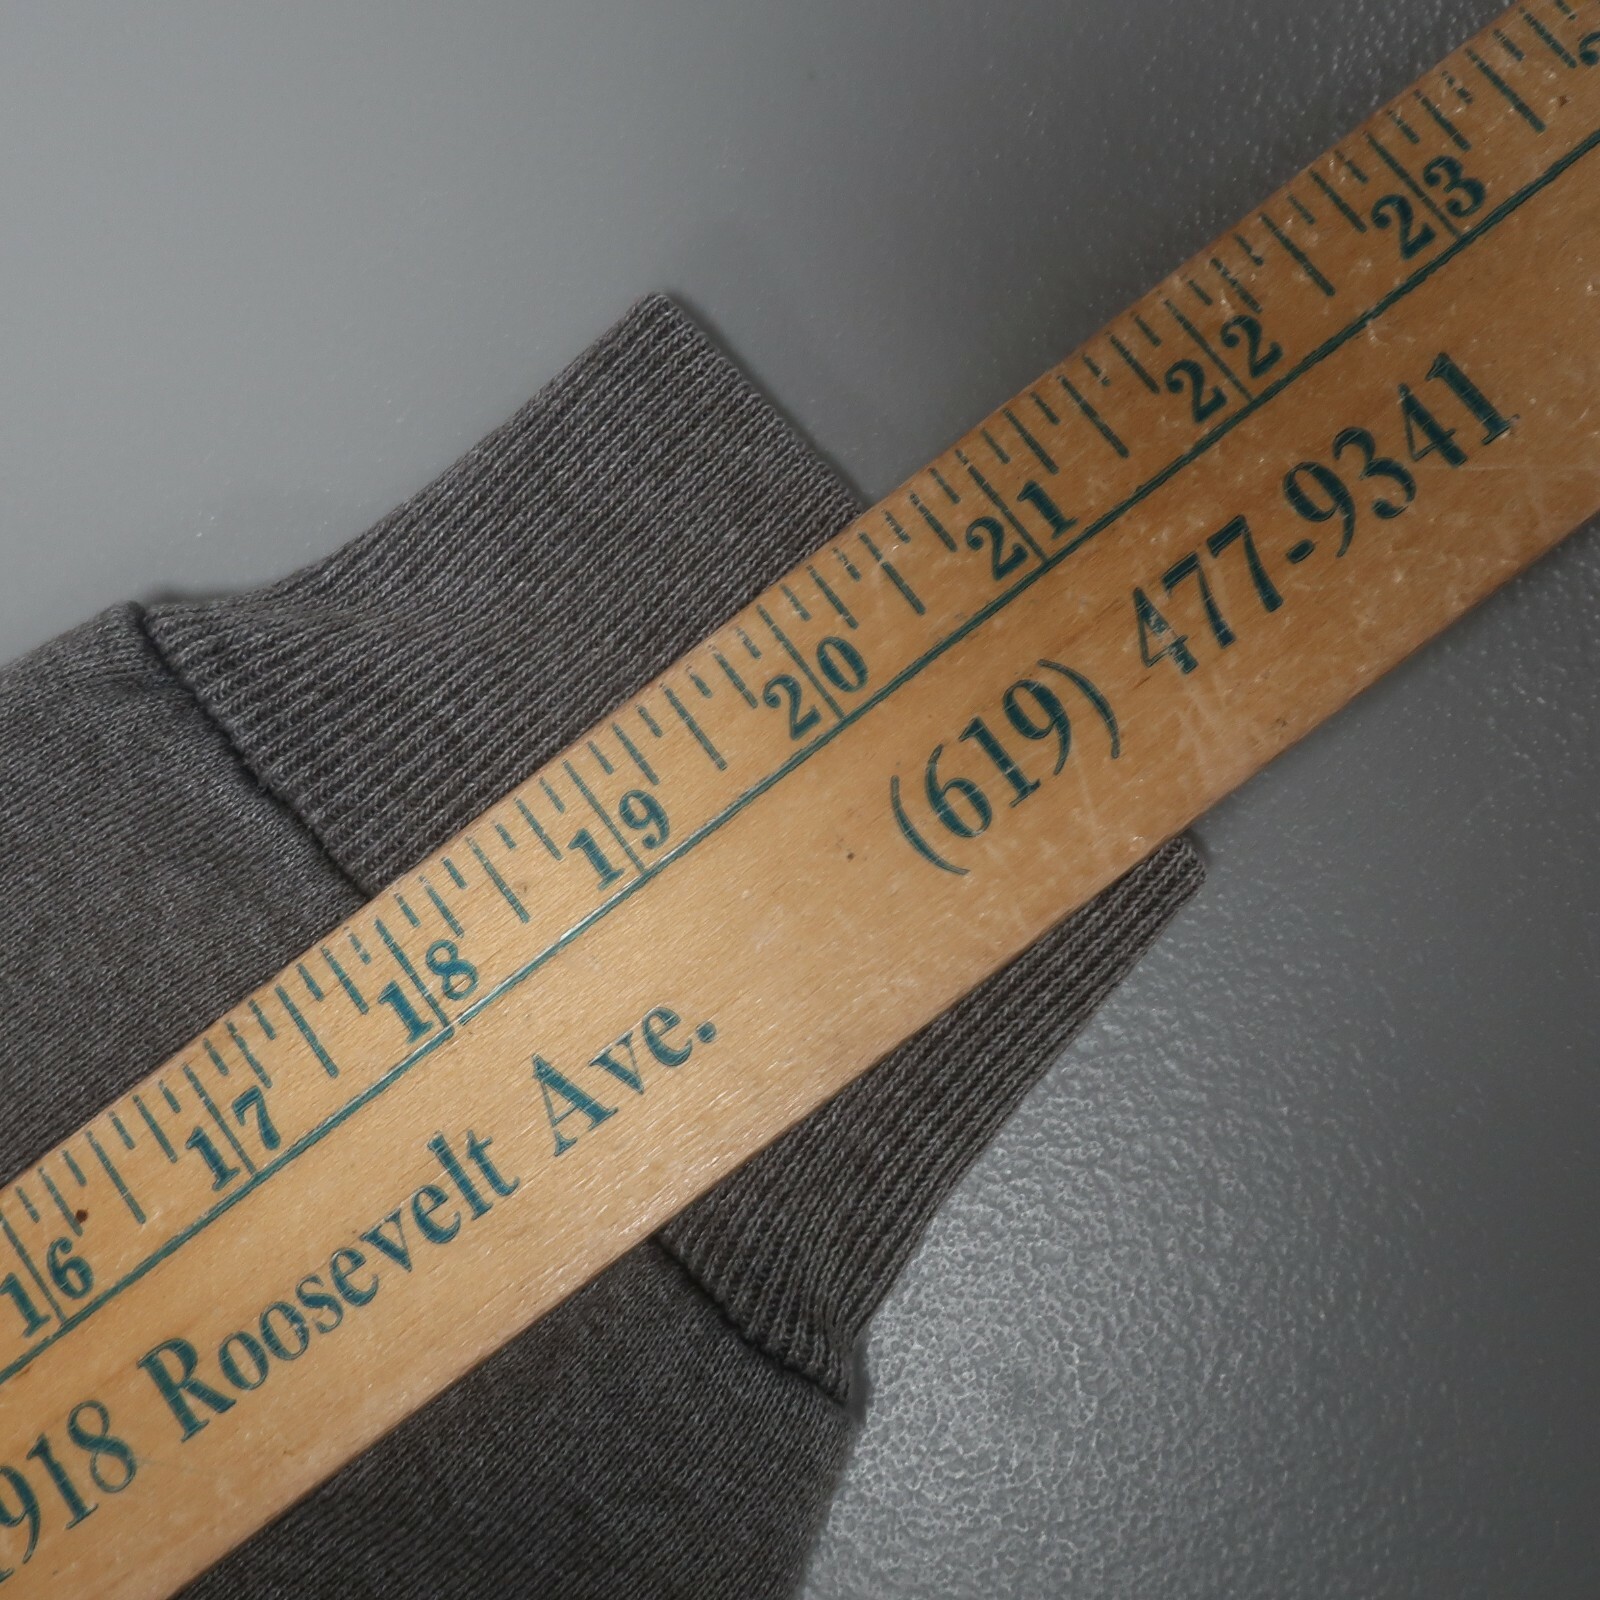 16 17 18 19 20 21 22 23
918 Roosevelt Ave. (619) 477-9341